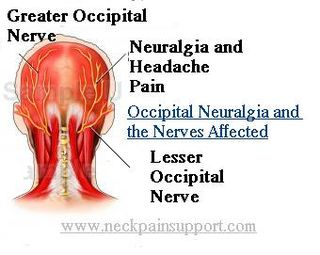 Greater Occipital
Nerve
Neuralgia and
Headache
Pain
Occipital Neuralgia and
the Nerves Affected
Lesser
Occipital
Nerve
www.neckpainsupport.com